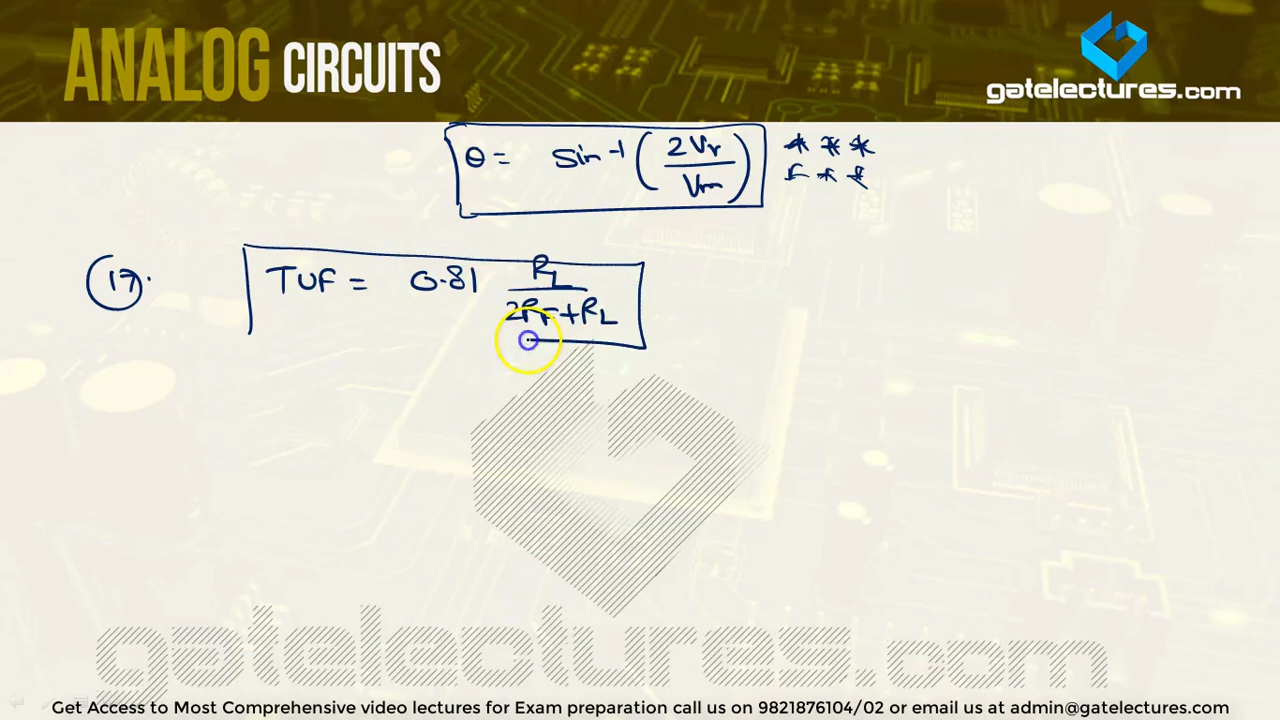 ANALOG CIRCUITS
gatelectures.com
θ = Sin-1 (2Vr / Vm) * * *
* * *
17.
TUF = 0.81 RL / 2RF+RL
gatelectures.com
Get Access to Most Comprehensive video lectures for Exam preparation call us on 9821876104/02 or email us at admin@gatelectures.com